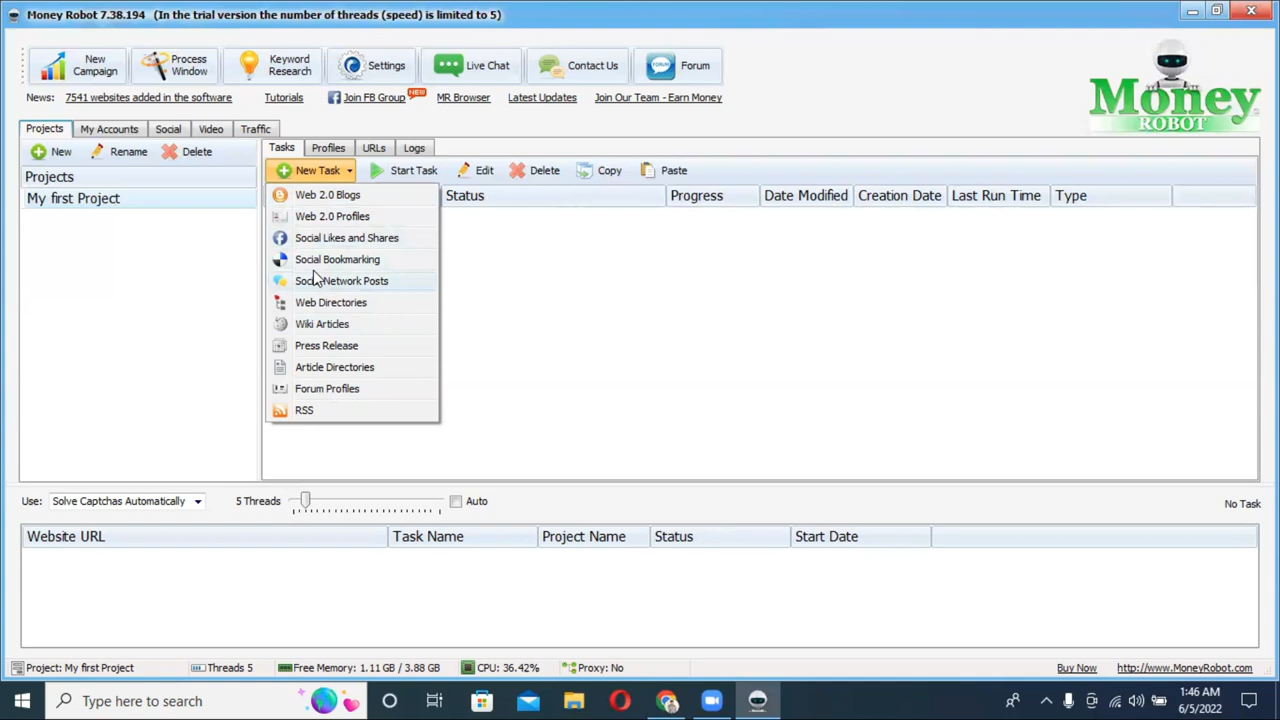 Money Robot 7.38.194 (In the trial version the number of threads (speed) is limited to 5)
New Campaign
Process Window
Keyword Research
Settings
Live Chat
Contact Us
FORUM
Forum
Money
ROBOT
News: 7541 websites added in the software Tutorials Join FB Group NEW MR Browser Latest Updates Join Our Team - Earn Money
Projects My Accounts Social Video Traffic
New Rename Delete
Projects
My first Project
Tasks Profiles URLs Logs
New Task Start Task Edit Delete Copy Paste
Status Progress Date Modified Creation Date Last Run Time Type
Web 2.0 Blogs
Web 2.0 Profiles
Social Likes and Shares
Social Bookmarking
Social Network Posts
Web Directories
Wiki Articles
Press Release
Article Directories
Forum Profiles
RSS
Use: Solve Captchas Automatically 5 Threads Auto No Task
Website URL Task Name Project Name Status Start Date
Project: My first Project Threads 5 Free Memory: 1.11 GB / 3.88 GB CPU: 36.42% Proxy: No Buy Now http://www.MoneyRobot.com
Type here to search
1:46 AM
6/5/2022